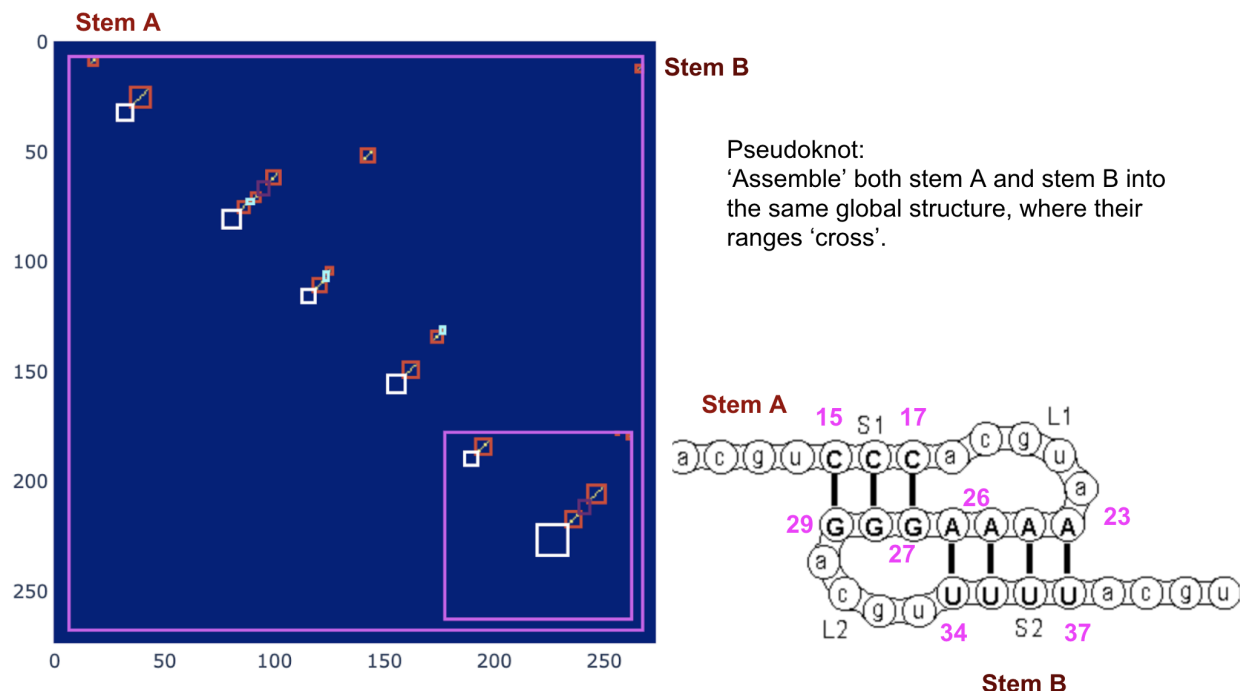 Stem A
Stem B
0
50
100
150
200
250
0
50
100
150
200
250
Pseudoknot:
‘Assemble’ both stem A and stem B into
the same global structure, where their
ranges ‘cross’.
Stem A
15
S1
17
L1
a c g u C C C a c g u a
26
29
G G G A A A A
23
27
a c g u U U U U a c g u
L2
34
S2
37
Stem B